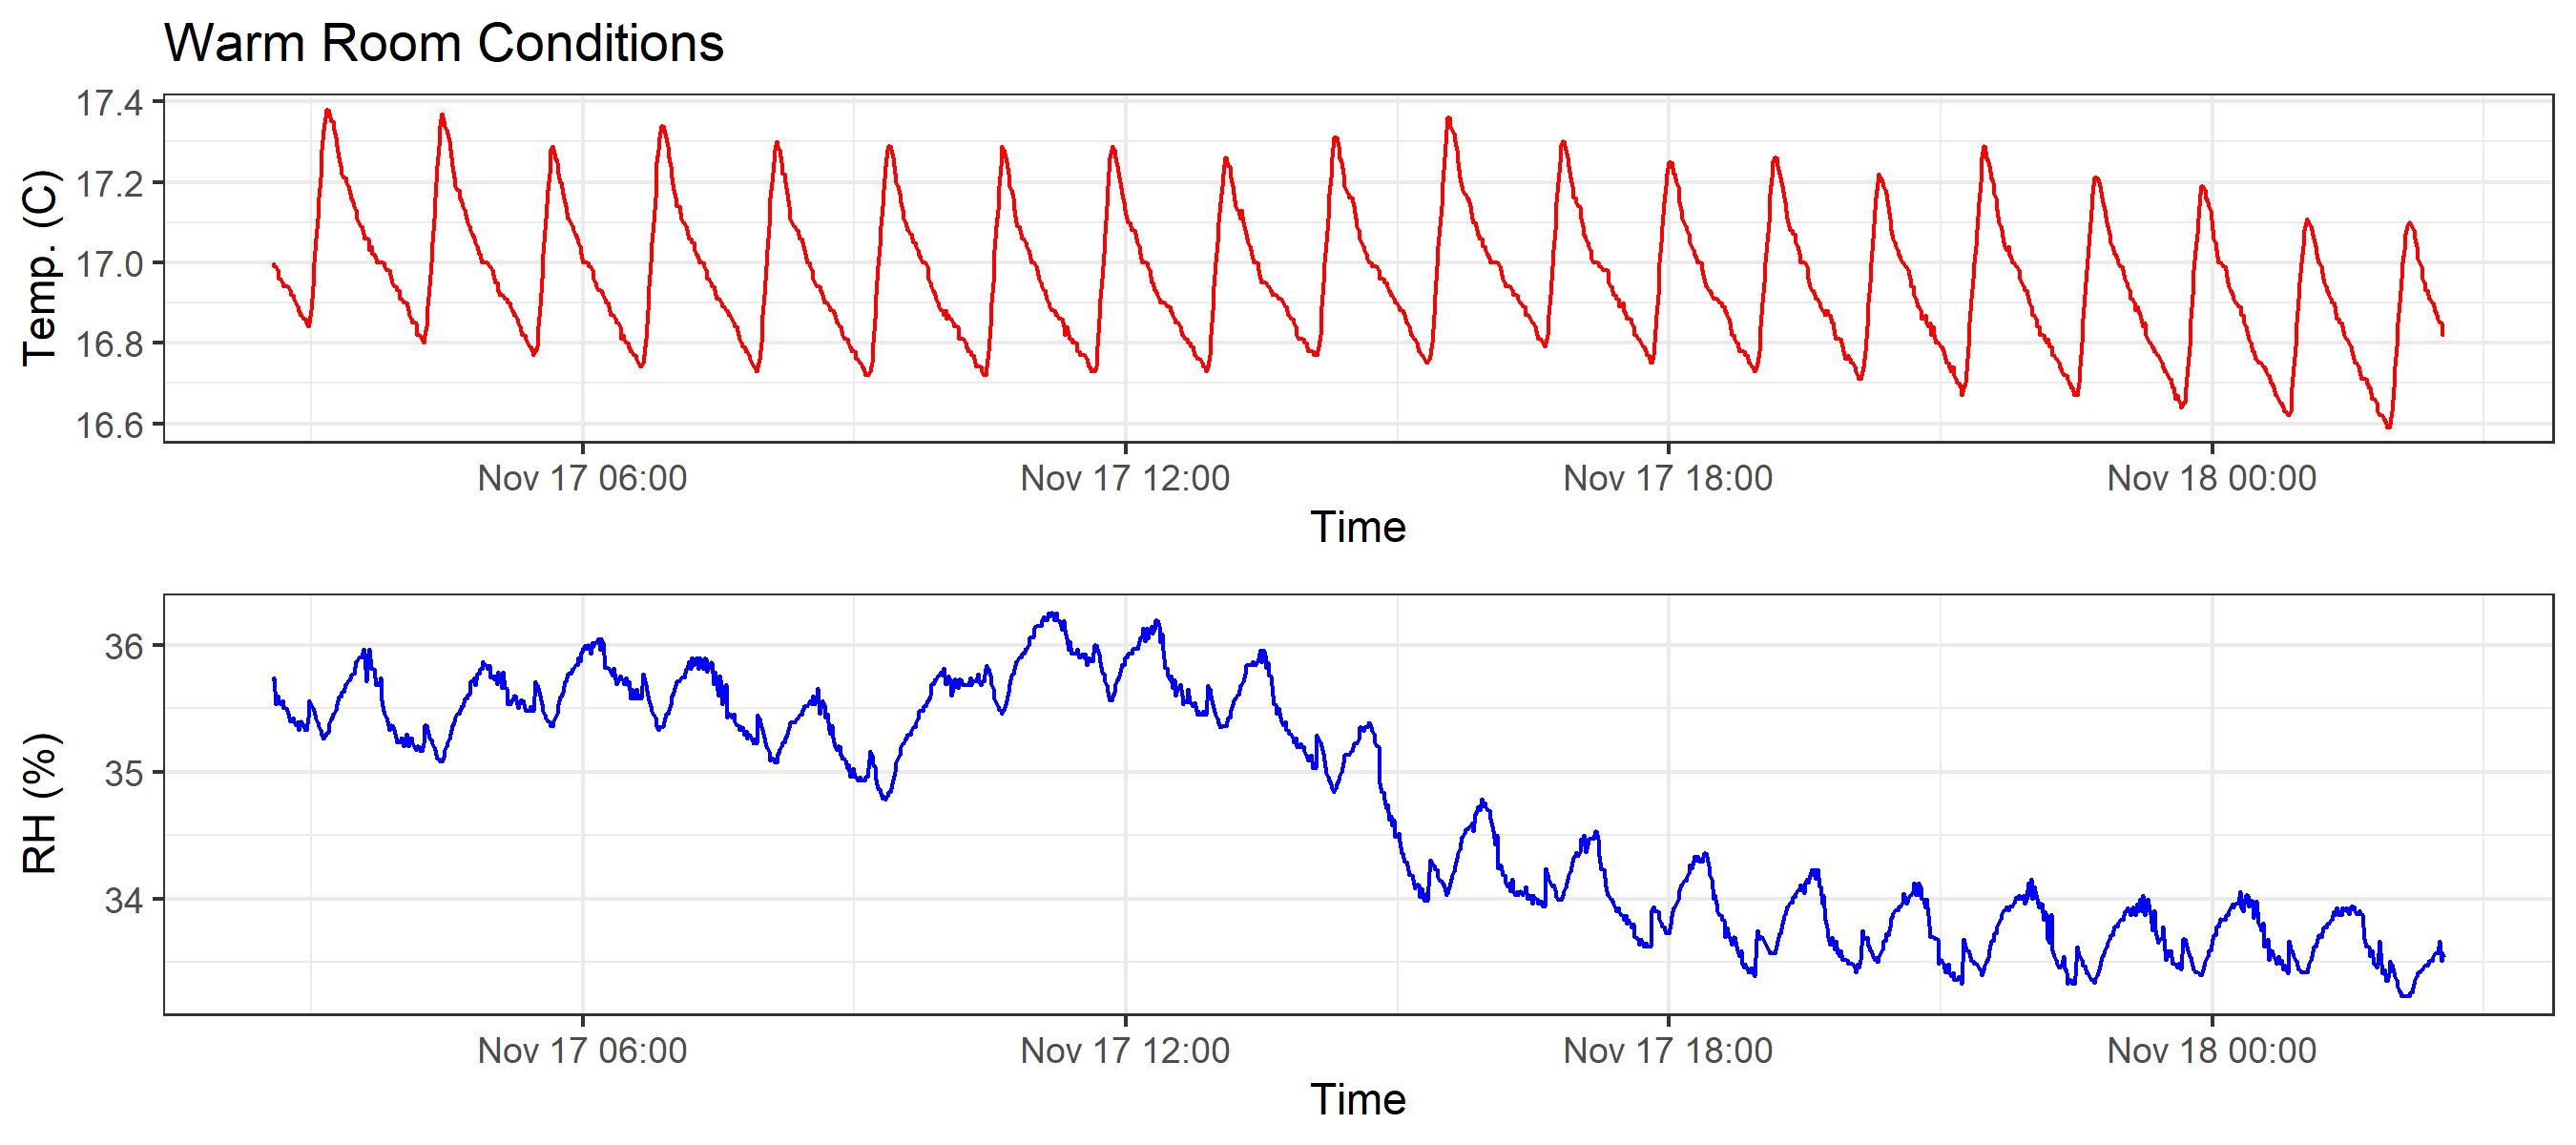 Warm Room Conditions
Temp. (C)
17.4
17.2
17.0
16.8
16.6
Nov 17 06:00 Nov 17 12:00 Nov 17 18:00 Nov 18 00:00
Time
RH (%)
36
35
34
Nov 17 06:00 Nov 17 12:00 Nov 17 18:00 Nov 18 00:00
Time